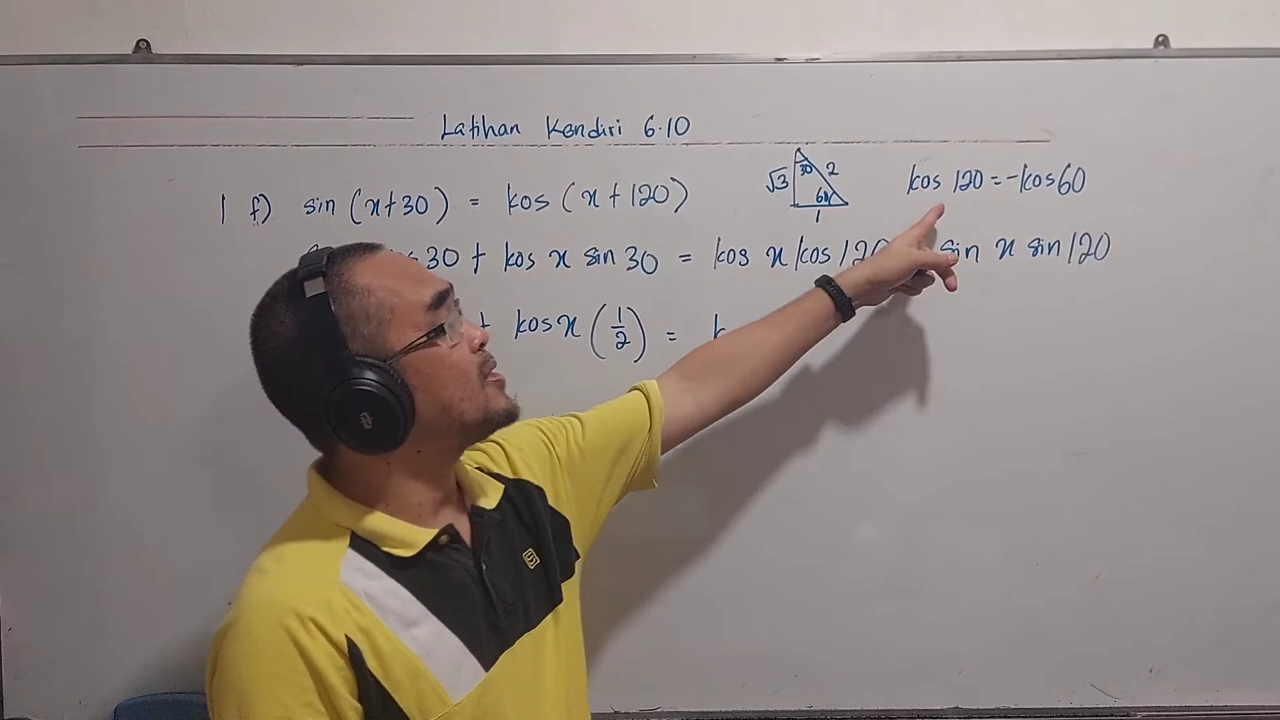 Latihan Kendiri 6.10
1 f) sin (x+30) = kos (x+120)
√3 30 2 60 1
kos 120 = -kos 60
30 + kos x sin 30 = kos x kos 120 sin x sin 120
+ kos x (1/2) =